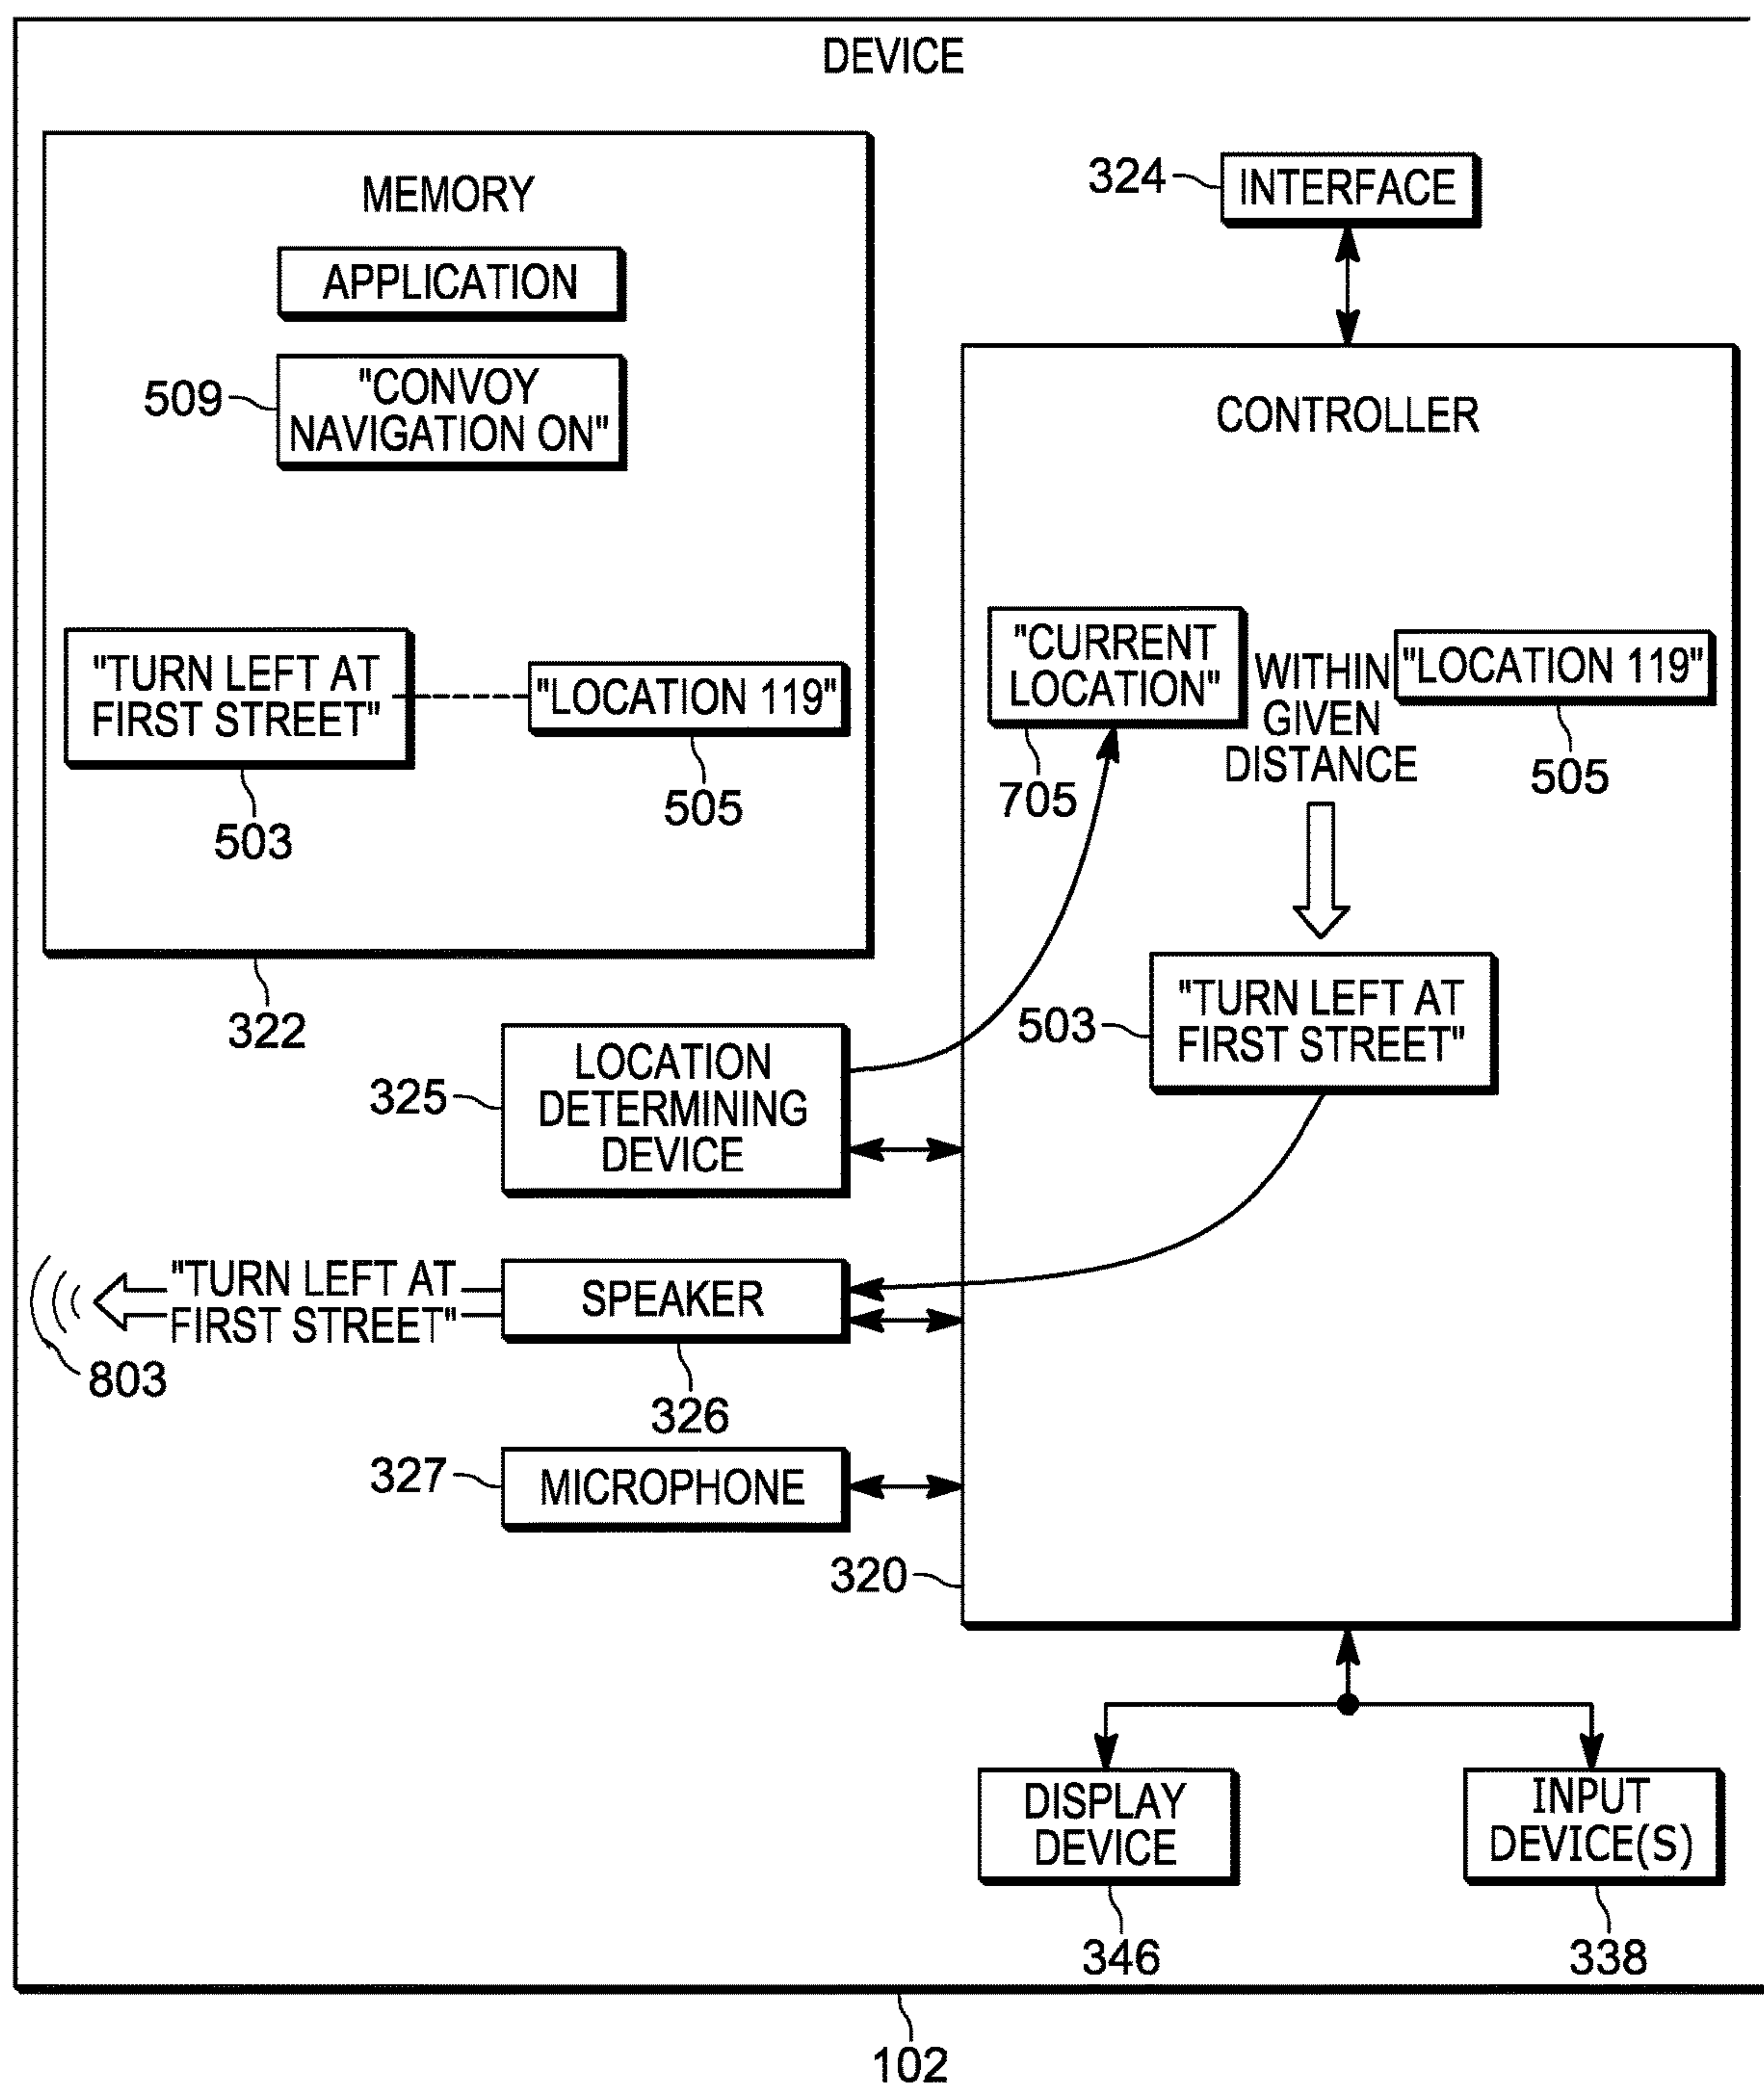 DEVICE
MEMORY
APPLICATION
509
"CONVOY
NAVIGATION ON"
"TURN LEFT AT
FIRST STREET"
503
"LOCATION 119"
505
322
324
INTERFACE
CONTROLLER
"CURRENT
LOCATION"
705
WITHIN
GIVEN
DISTANCE
"LOCATION 119"
505
503
"TURN LEFT AT
FIRST STREET"
325
LOCATION
DETERMINING
DEVICE
"TURN LEFT AT
FIRST STREET"
803
SPEAKER
326
327
MICROPHONE
320
DISPLAY
DEVICE
346
INPUT
DEVICE(S)
338
102